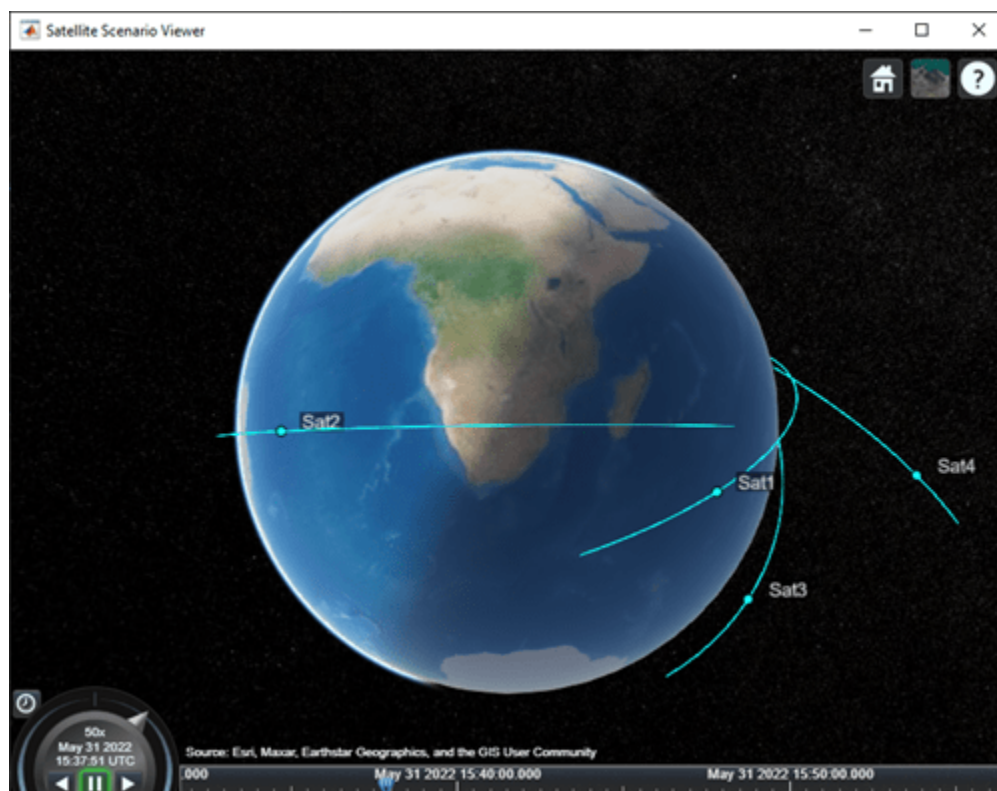 Satellite Scenario Viewer
?
Sat2
Sat4
Sat1
Sat3
50x
May 31 2022
15:37:51 UTC
Source: Esri, Maxar, Earthstar Geographics, and the GIS User Community
.000
May 31 2022 15:40:00.000
May 31 2022 15:50:00.000